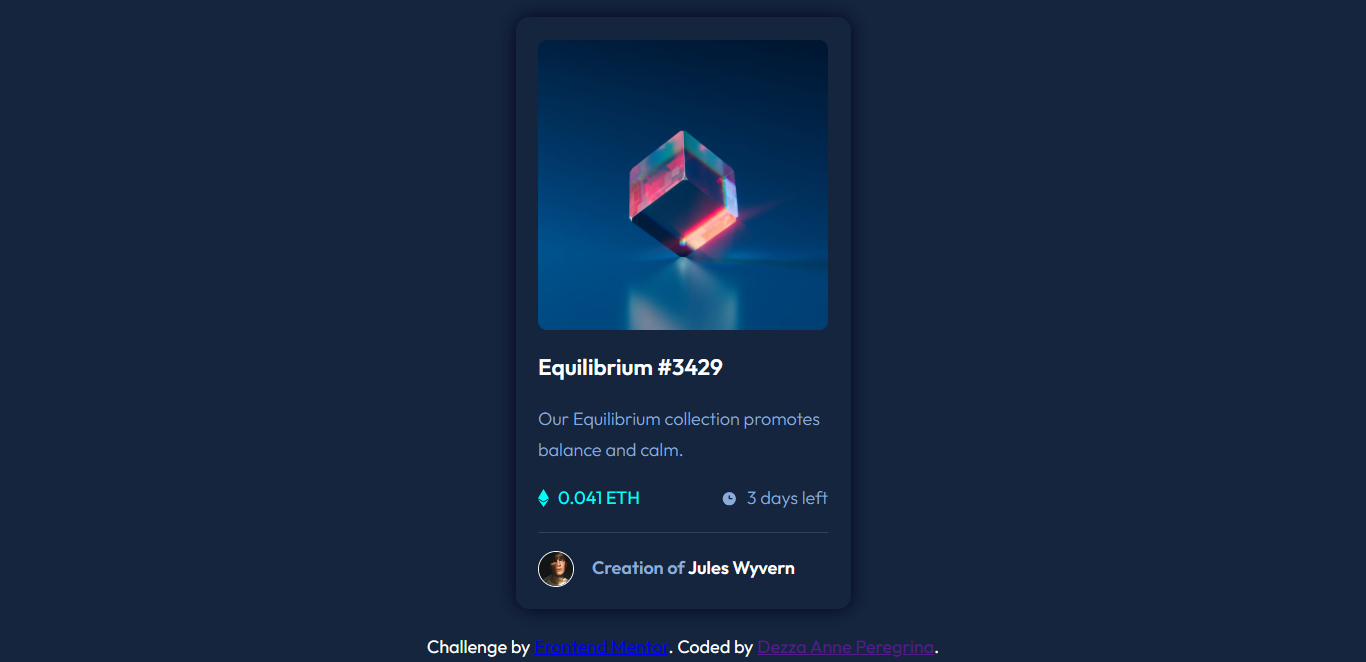 Equilibrium #3429
Our Equilibrium collection promotes
balance and calm.
0.041 ETH 3 days left
Creation of Jules Wyvern
Challenge by Frontend Mentor. Coded by Dezza Anne Peregrina.